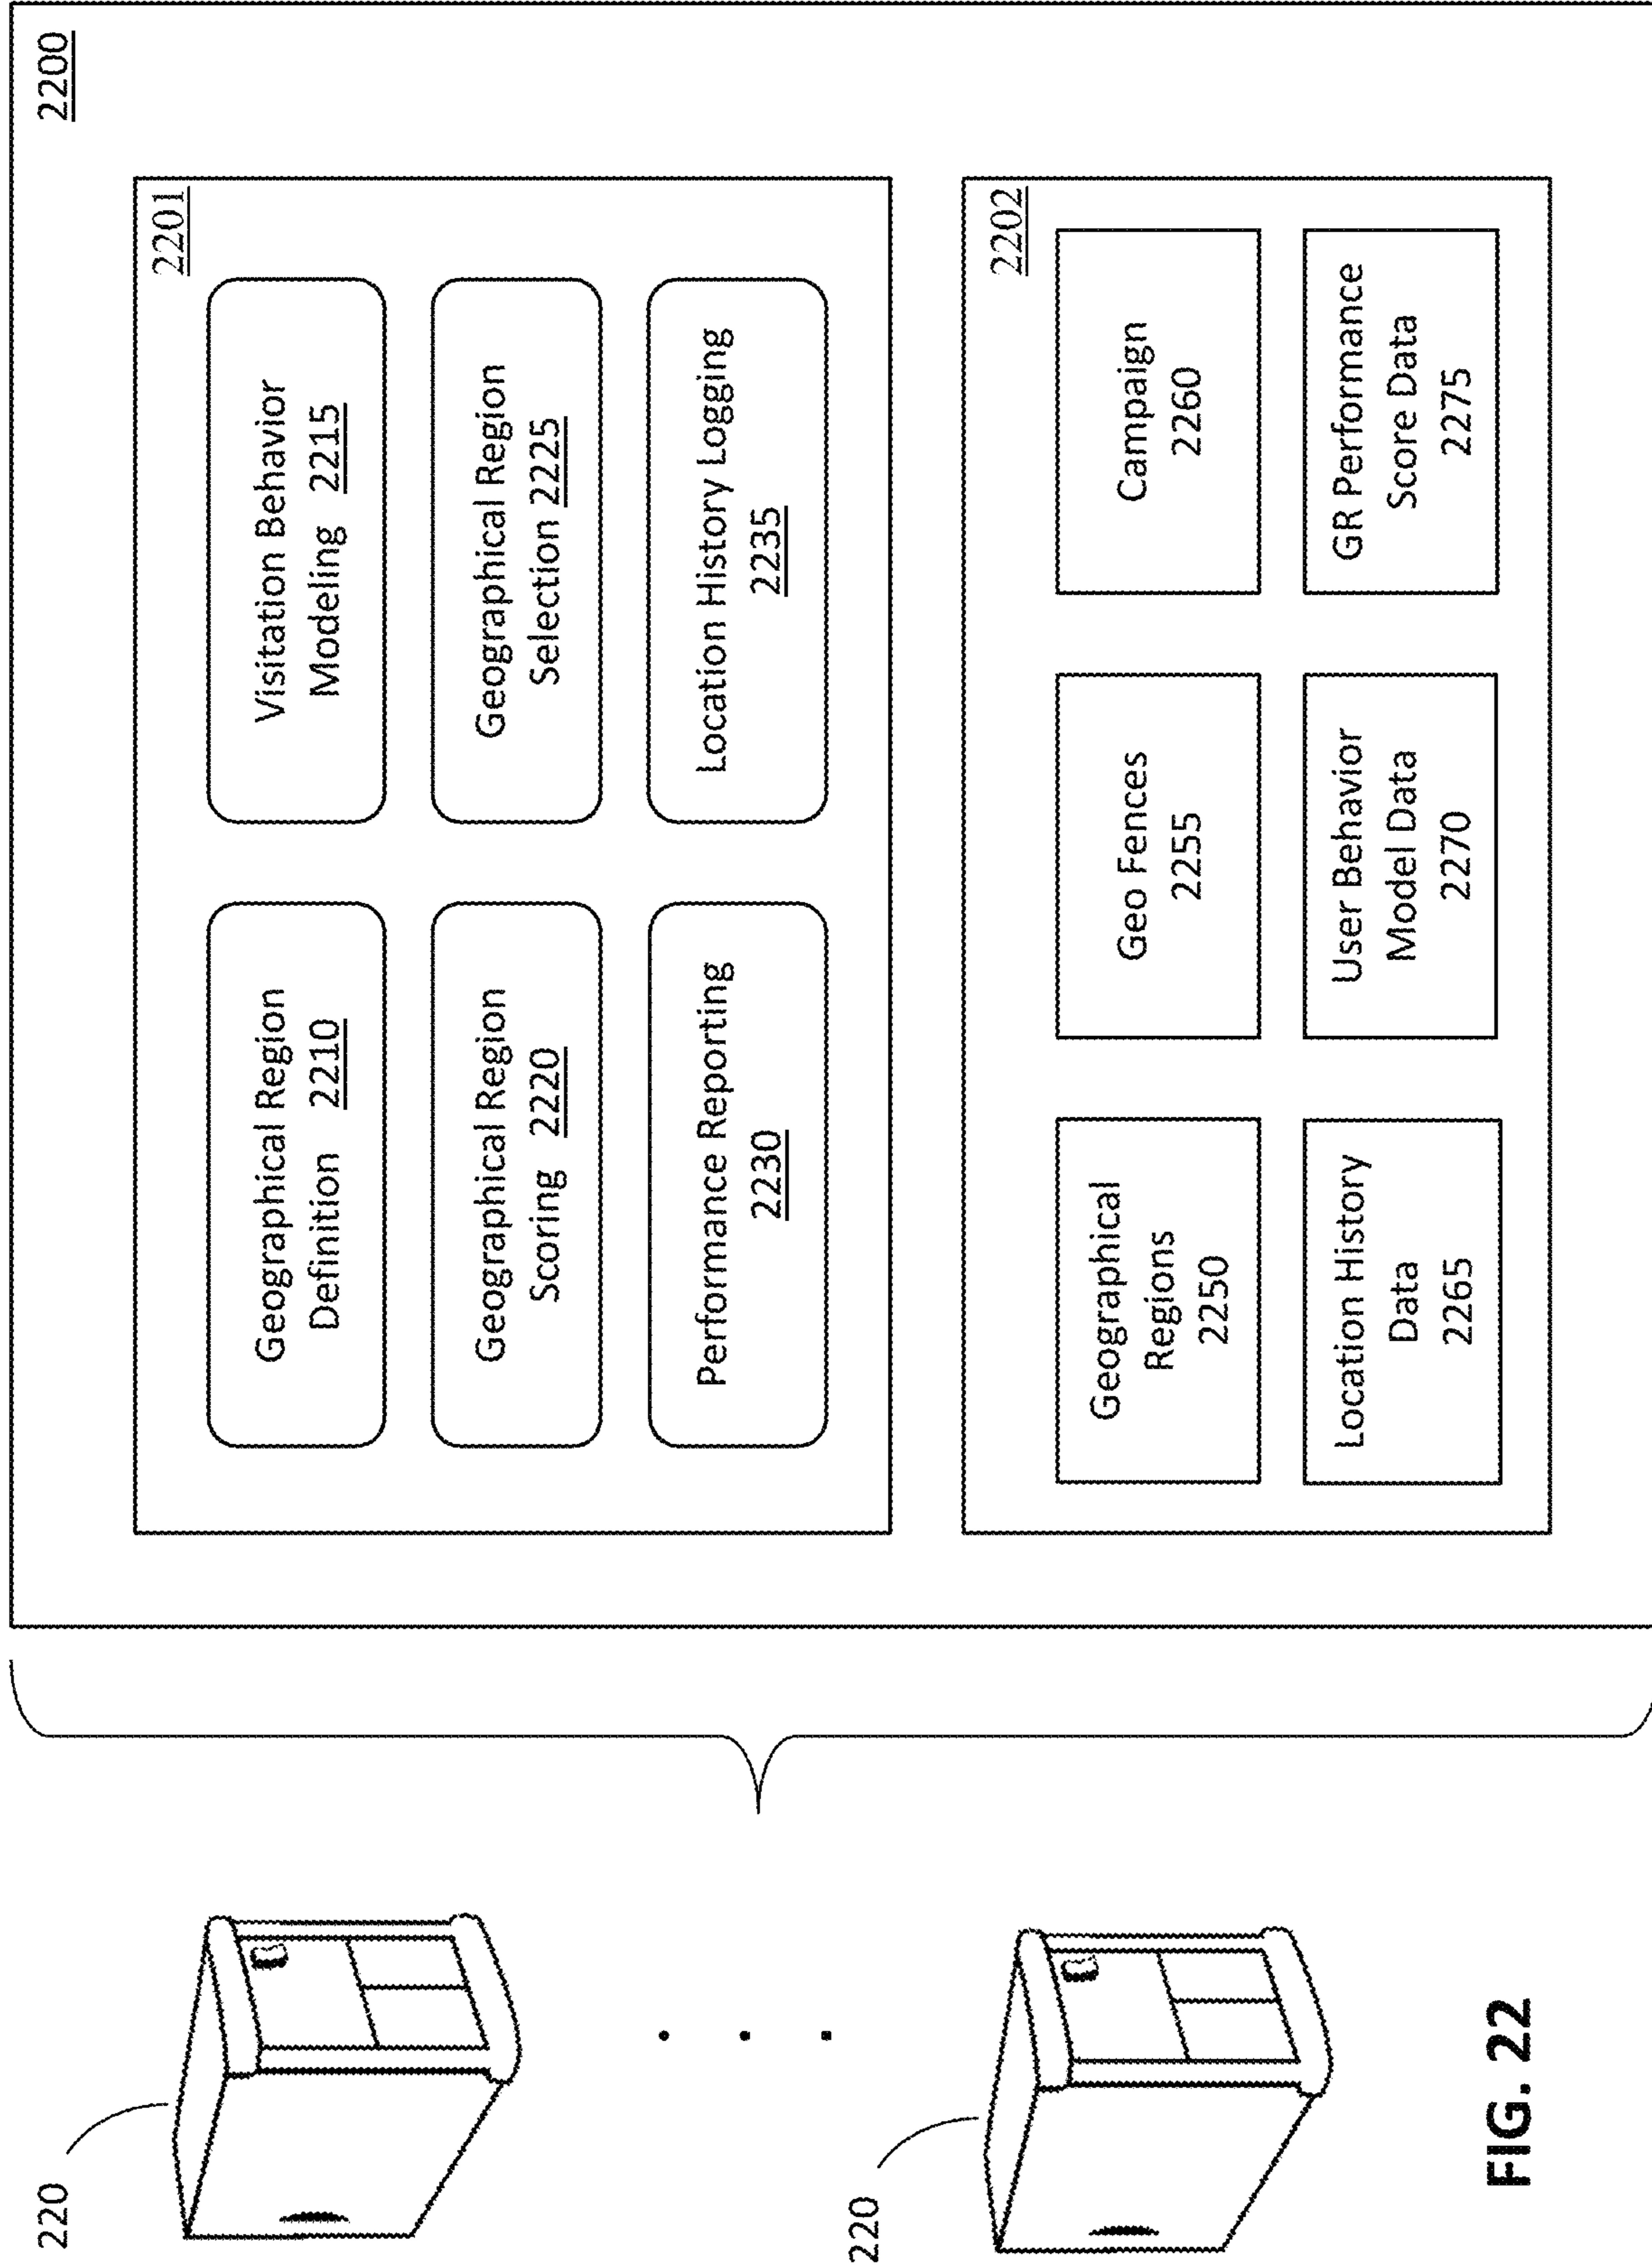 2200
2201
Geographical Region
Definition 2210
Visitation Behavior
Modeling 2215
Geographical Region
Scoring 2220
Geographical Region
Selection 2225
Performance Reporting
2230
Location History Logging
2235
2202
Geographical
Regions
2250
Geo Fences
2255
Campaign
2260
Location History
Data
2265
User Behavior
Model Data
2270
GR Performance
Score Data
2275
220
220
FIG. 22